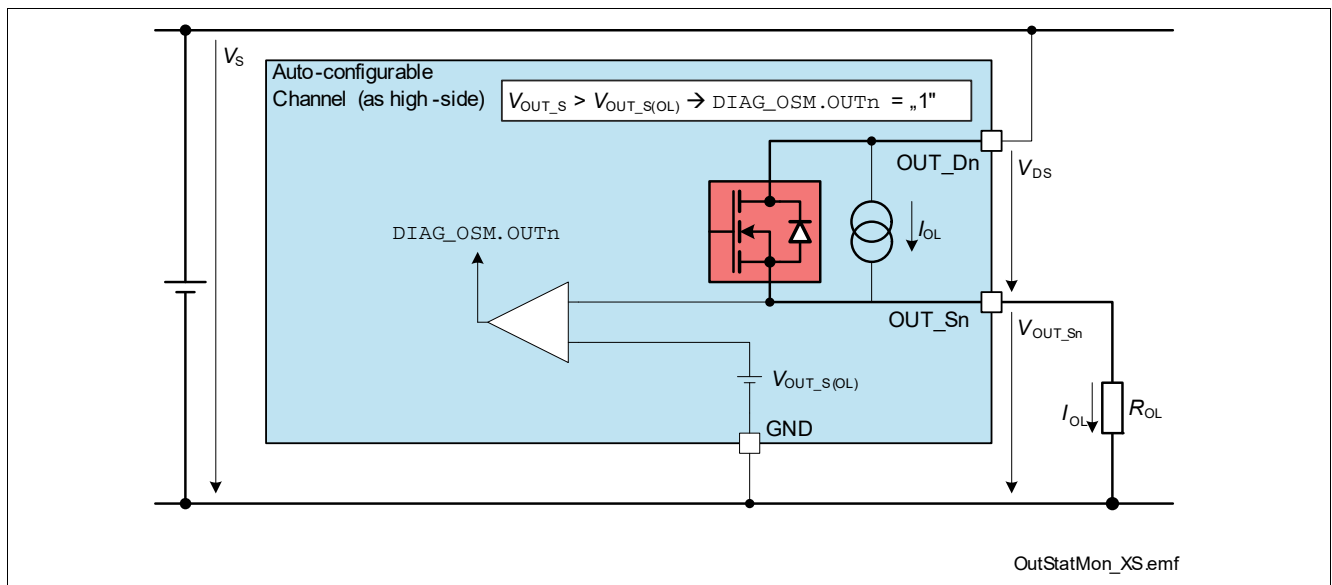 VS
Auto-configurable
Channel (as high -side)
VOUT_S > VOUT_S(OL) → DIAG_OSM.OUTn = „1"
OUT_Dn
VDS
IOL
DIAG_OSM.OUTn
OUT_Sn
VOUT_Sn
VOUT_S(OL)
IOL
ROL
GND
OutStatMon_XS.emf